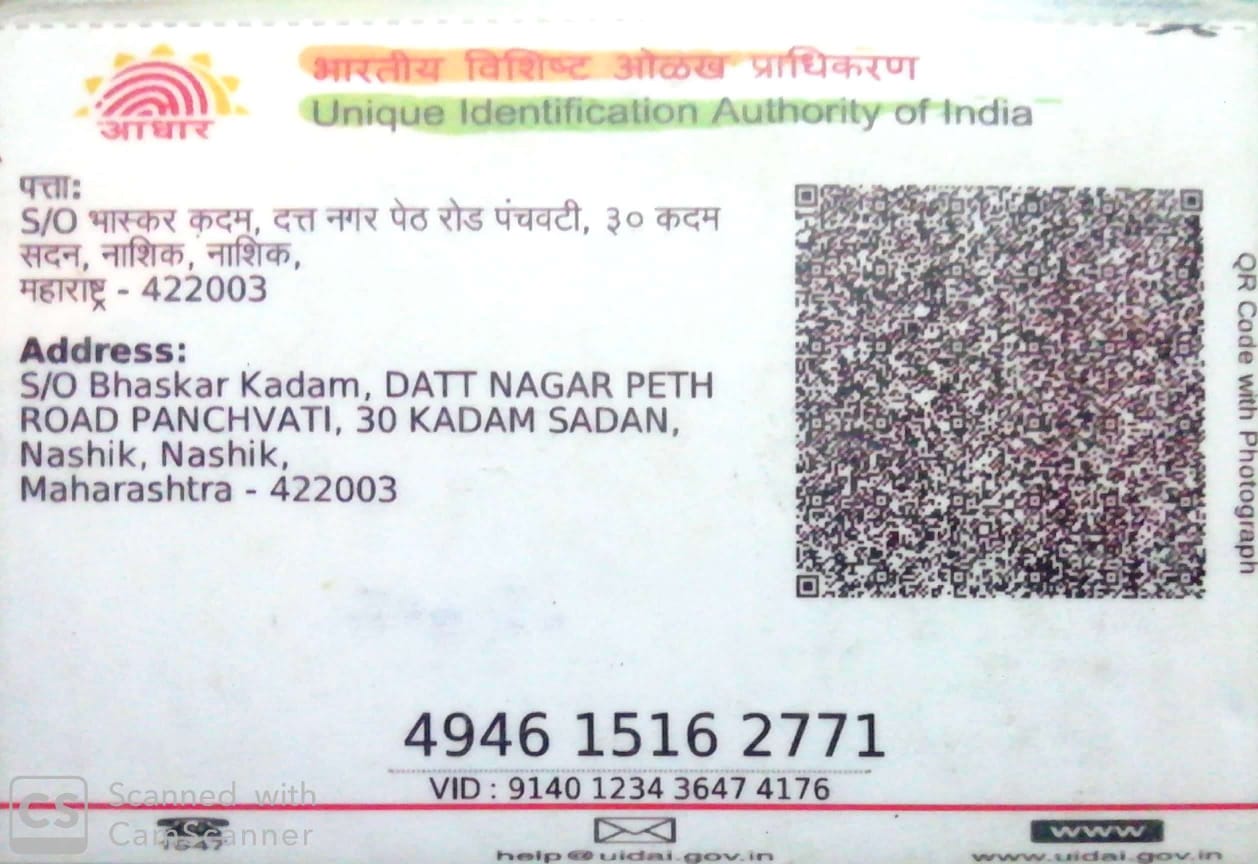 भारतीय विशिष्ट ओळख प्राधिकरण
Unique Identification Authority of India
आधार
पत्ता:
S/O भास्कर कदम, दत्त नगर पेठ रोड पंचवटी, ३० कदम
सदन, नाशिक, नाशिक,
महाराष्ट्र - 422003
Address:
S/O Bhaskar Kadam, DATT NAGAR PETH
ROAD PANCHVATI, 30 KADAM SADAN,
Nashik, Nashik,
Maharashtra - 422003
QR Code with Photograph
4946 1516 2771
VID : 9140 1234 3647 4176
CS Scanned with
CamScanner
1947
help@uidai.gov.in
www
www.uidai.gov.in